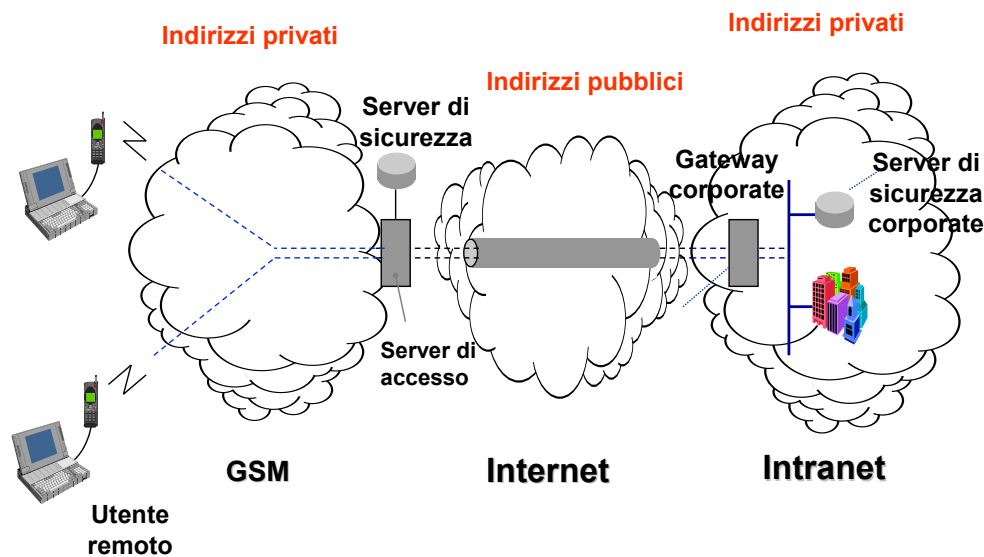 Indirizzi privati
Indirizzi privati
Indirizzi pubblici
Server di
sicurezza
Gateway
corporate
Server di
sicurezza
corporate
Server di
accesso
GSM
Internet
Intranet
Utente
remoto